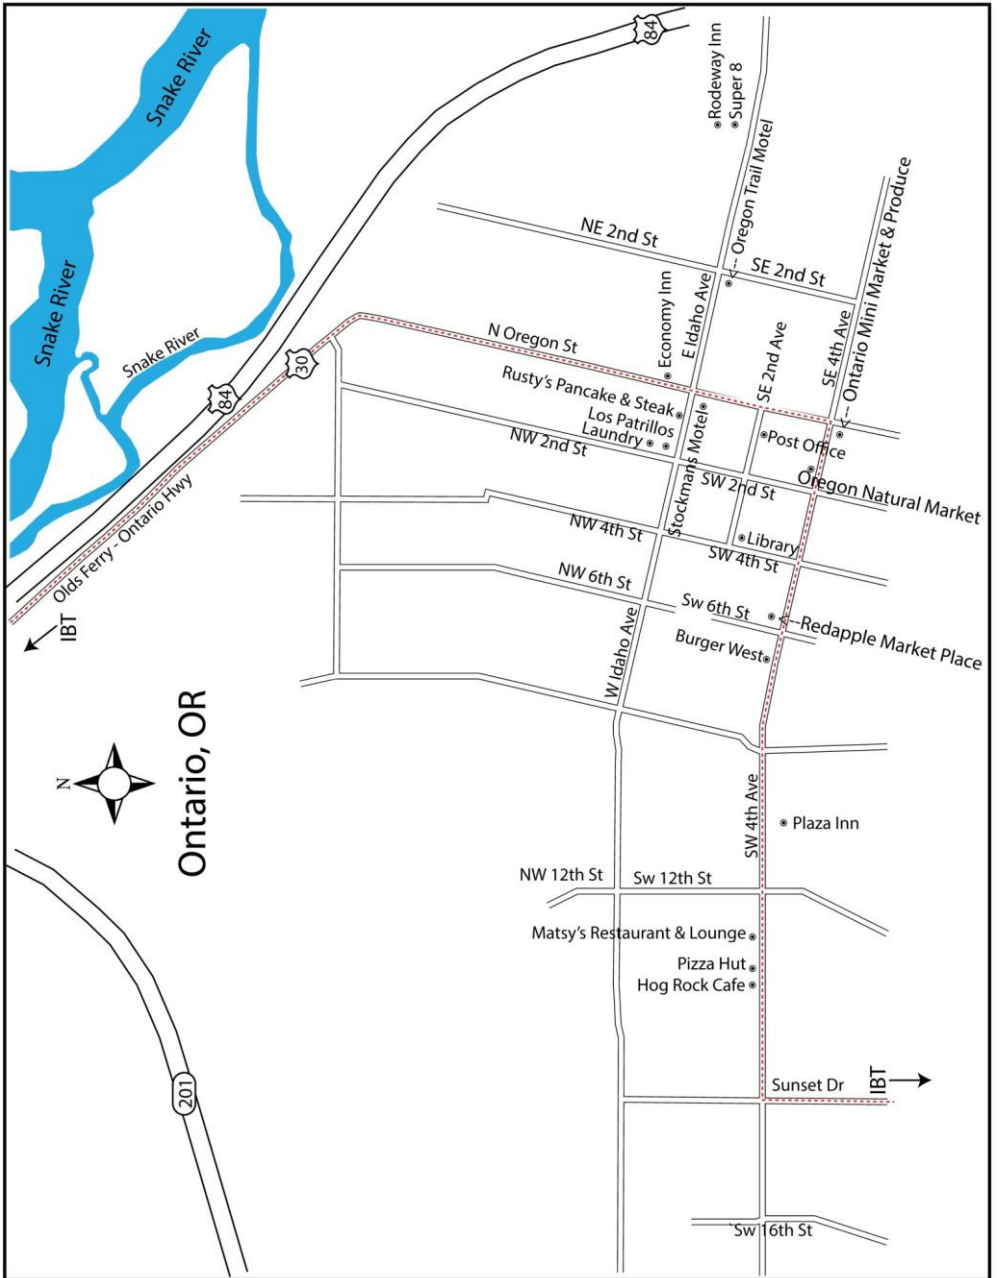 Snake River
84
Rodeway Inn
Super 8
Oregon Trail Motel
Snake River
Snake River
NE 2nd St
SE 2nd St
Ontario Mini Market & Produce
N Oregon St
Economy Inn
E Idaho Ave
SE 2nd Ave
SE 4th Ave
30
84
Rusty's Pancake & Steak
Los Patrillos
Laundry
NW 2nd St
Stockmans Motel
Post Office
SW 2nd St
Oregon Natural Market
Olds Ferry - Ontario Hwy
NW 4th St
Library
SW 4th St
NW 6th St
Sw 6th St
Redapple Market Place
IBT
W Idaho Ave
Burger West
N
Ontario, OR
SW 4th Ave
Plaza Inn
NW 12th St
Sw 12th St
Matsy's Restaurant & Lounge
Pizza Hut
Hog Rock Cafe
201
Sunset Dr
IBT
`Sw 16th St